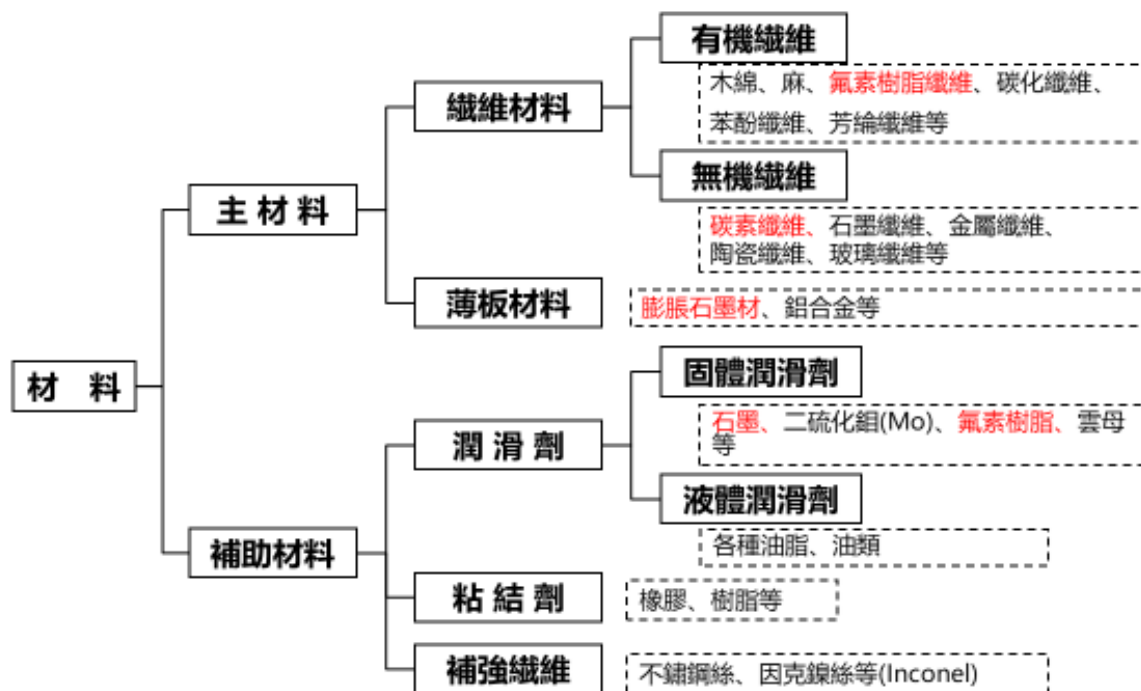 有機纖維
木綿、麻、氟素樹脂纖維、碳化纖維、
苯酚纖維、芳綸纖維等
纖維材料
無機纖維
碳素纖維、石墨纖維、金屬纖維、
陶瓷纖維、玻璃纖維等
主材料
薄板材料
膨脹石墨材、鋁合金等
材 料
固體潤滑劑
石墨、二硫化鉬(Mo)、氟素樹脂、雲母
等
潤滑劑
液體潤滑劑
各種油脂、油類
補助材料
粘結劑
橡膠、樹脂等
補強纖維
不鏽鋼絲、因克鎳絲等(Inconel)